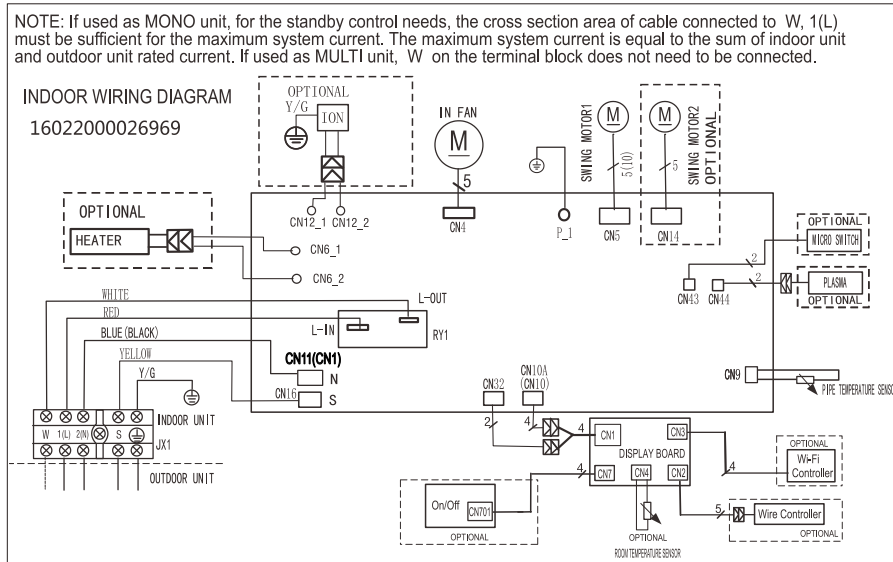 NOTE: If used as MONO unit, for the standby control needs, the cross section area of cable connected to W, 1(L)
must be sufficient for the maximum system current. The maximum system current is equal to the sum of indoor unit
and outdoor unit rated current. If used as MULTI unit, W on the terminal block does not need to be connected.
INDOOR WIRING DIAGRAM
16022000026969
OPTIONAL
Y/G
ION
IN FAN
M
5
SWING MOTOR1
M
5(10)
M
5
SWING MOTOR2
OPTIONAL
CN12_1
CN12_2
CN4
P_1
CN5
CN14
OPTIONAL
HEATER
CN6_1
CN6_2
OPTIONAL
MICRO SWITCH
2
CN43
CN44
2
PLASMA
OPTIONAL
WHITE
L-OUT
RED
L-IN
RY1
BLUE(BLACK)
CN11(CN1)
N
YELLOW
Y/G
CN16
S
CN32
CN10A
(CN10)
CN9
PIPE TEMPERATURE SENSO
INDOOR UNIT
W 1(L) 2(N) S
JX1
OUTDOOR UNIT
2
4
4
CN1
CN3
DISPLAY BOARD
CN7
CN4
CN2
4
4
OPTIONAL
Wi-Fi
Controller
On/Off
CN701
OPTIONAL
OPTIONAL
ROOM TEMPERATURE SENSOR
5
Wire Controller
OPTIONAL